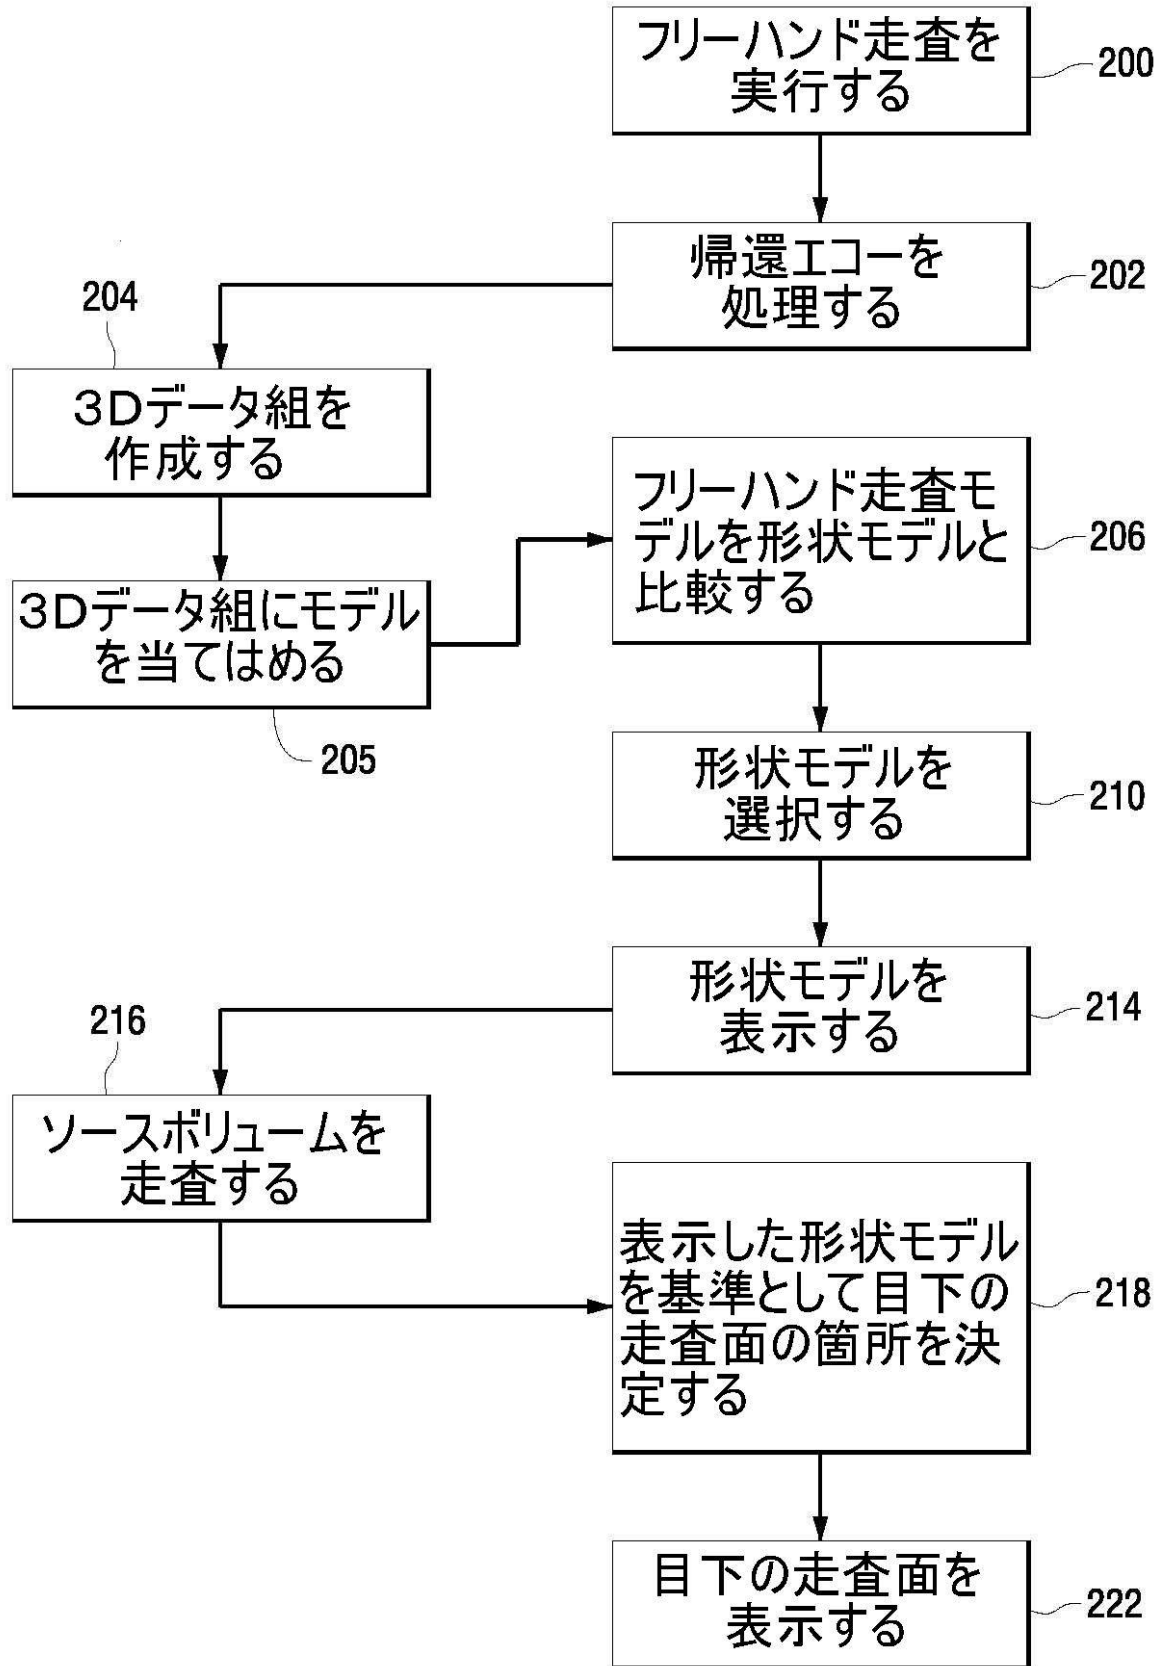 フリーハンド走査を
実行する
200
帰還エコーを
処理する
202
204
3Dデータ組を
作成する
3Dデータ組にモデル
を当てはめる
205
フリーハンド走査モ
デルを形状モデルと
比較する
206
形状モデルを
選択する
210
形状モデルを
表示する
214
216
ソースボリュームを
走査する
表示した形状モデル
を基準として目下の
走査面の箇所を決
定する
218
目下の走査面を
表示する
222